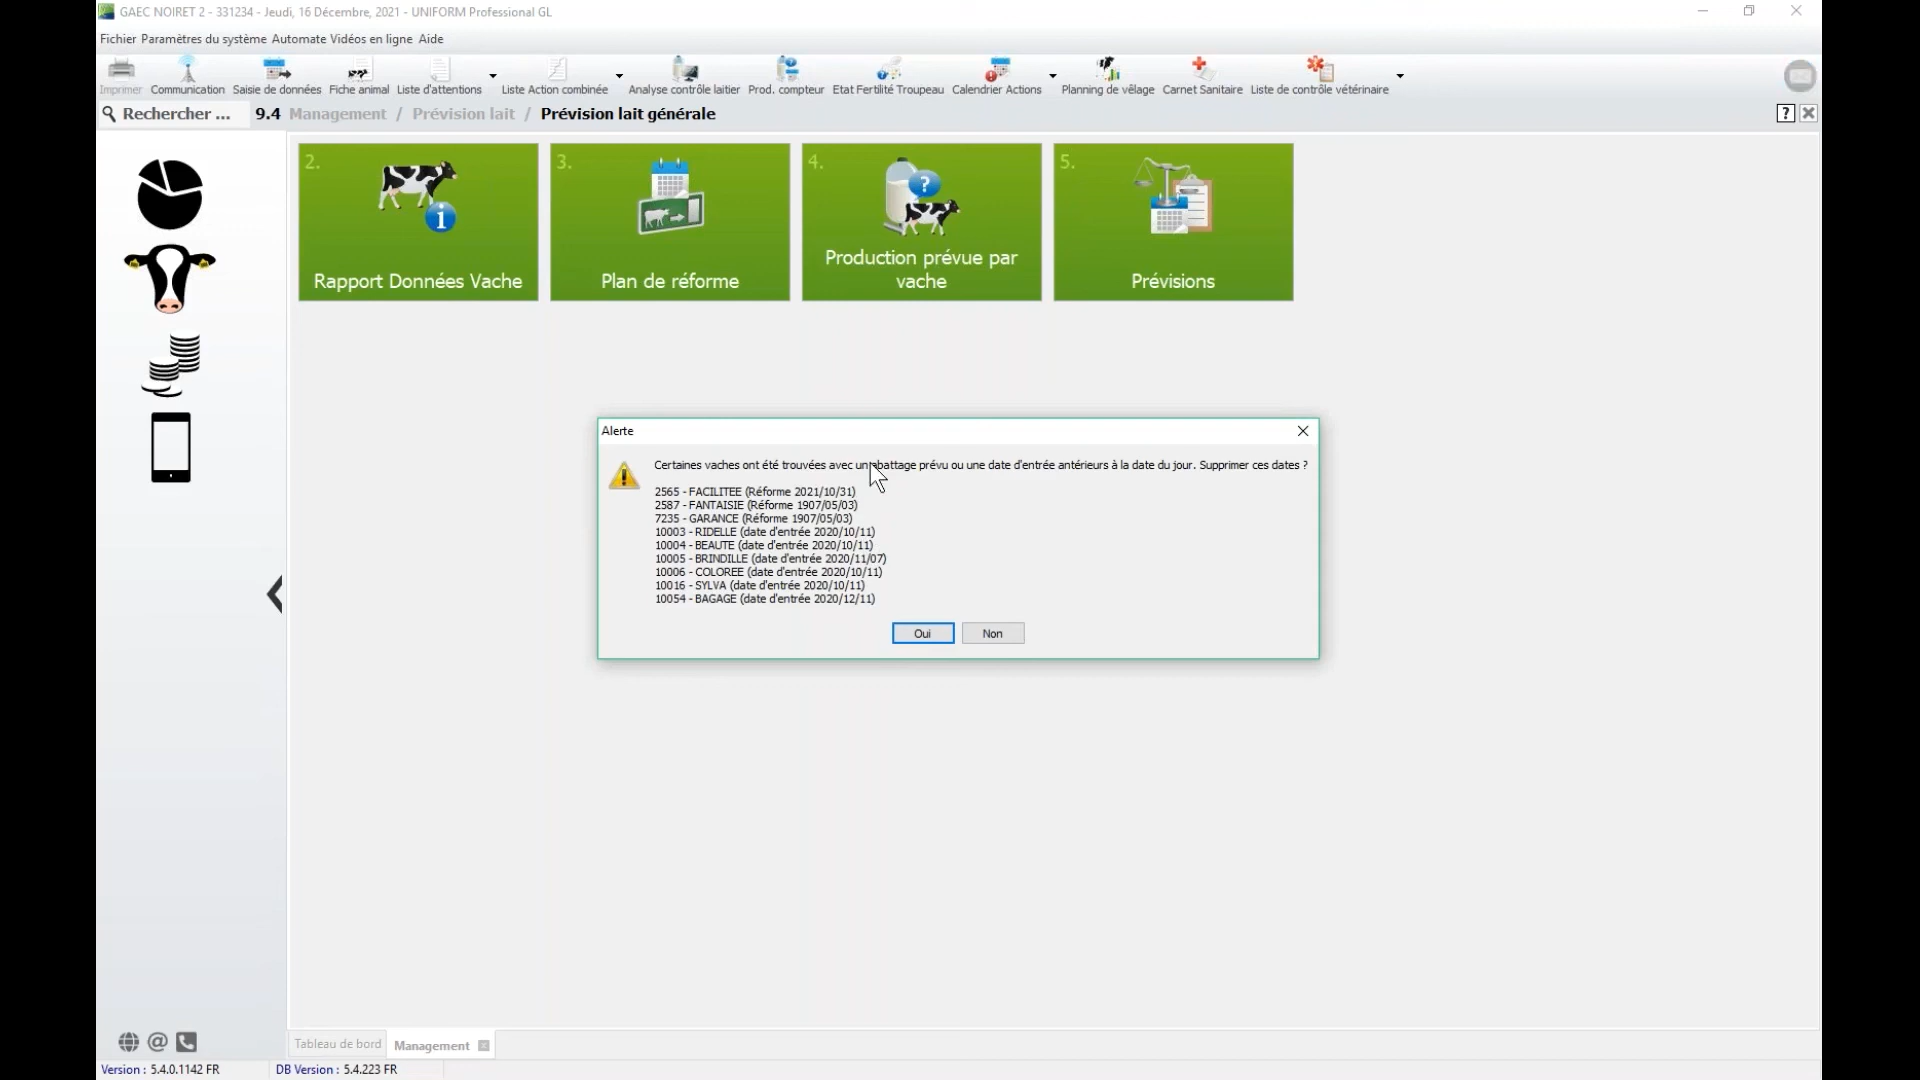 GAEC NOIRET 2 - 331234 - Jeudi, 16 Décembre, 2021 - UNIFORM Professional GL
Fichier Paramètres du système Automate Vidéos en ligne Aide
Imprimer Communication Saisie de données Fiche animal Liste d'attentions Liste Action combinée Analyse contrôle laitier Prod. compteur Etat Fertilité Troupeau Calendrier Actions Planning de vêlage Carnet Sanitaire Liste de contrôle vétérinaire
Rechercher ... 9.4 Management / Prévision lait / Prévision lait générale ?
2.
Rapport Données Vache
3.
Plan de réforme
4.
Production prévue par
vache
5.
Prévisions
Alerte
Certaines vaches ont été trouvées avec un abattage prévu ou une date d'entrée antérieurs à la date du jour. Supprimer ces dates ?
2565 - FACILITEE (Réforme 2021/10/31)
2587 - FANTAISIE (Réforme 1907/05/03)
7235 - GARANCE (Réforme 1907/05/03)
10003 - RIDELLE (date d'entrée 2020/10/11)
10004 - BEAUTE (date d'entrée 2020/10/11)
10005 - BRINDILLE (date d'entrée 2020/11/07)
10006 - COLOREE (date d'entrée 2020/10/11)
10016 - SYLVA (date d'entrée 2020/10/11)
10054 - BAGAGE (date d'entrée 2020/12/11)
Oui Non
Tableau de bord Management
Version : 5.4.0.1142 FR DB Version : 5.4.223 FR